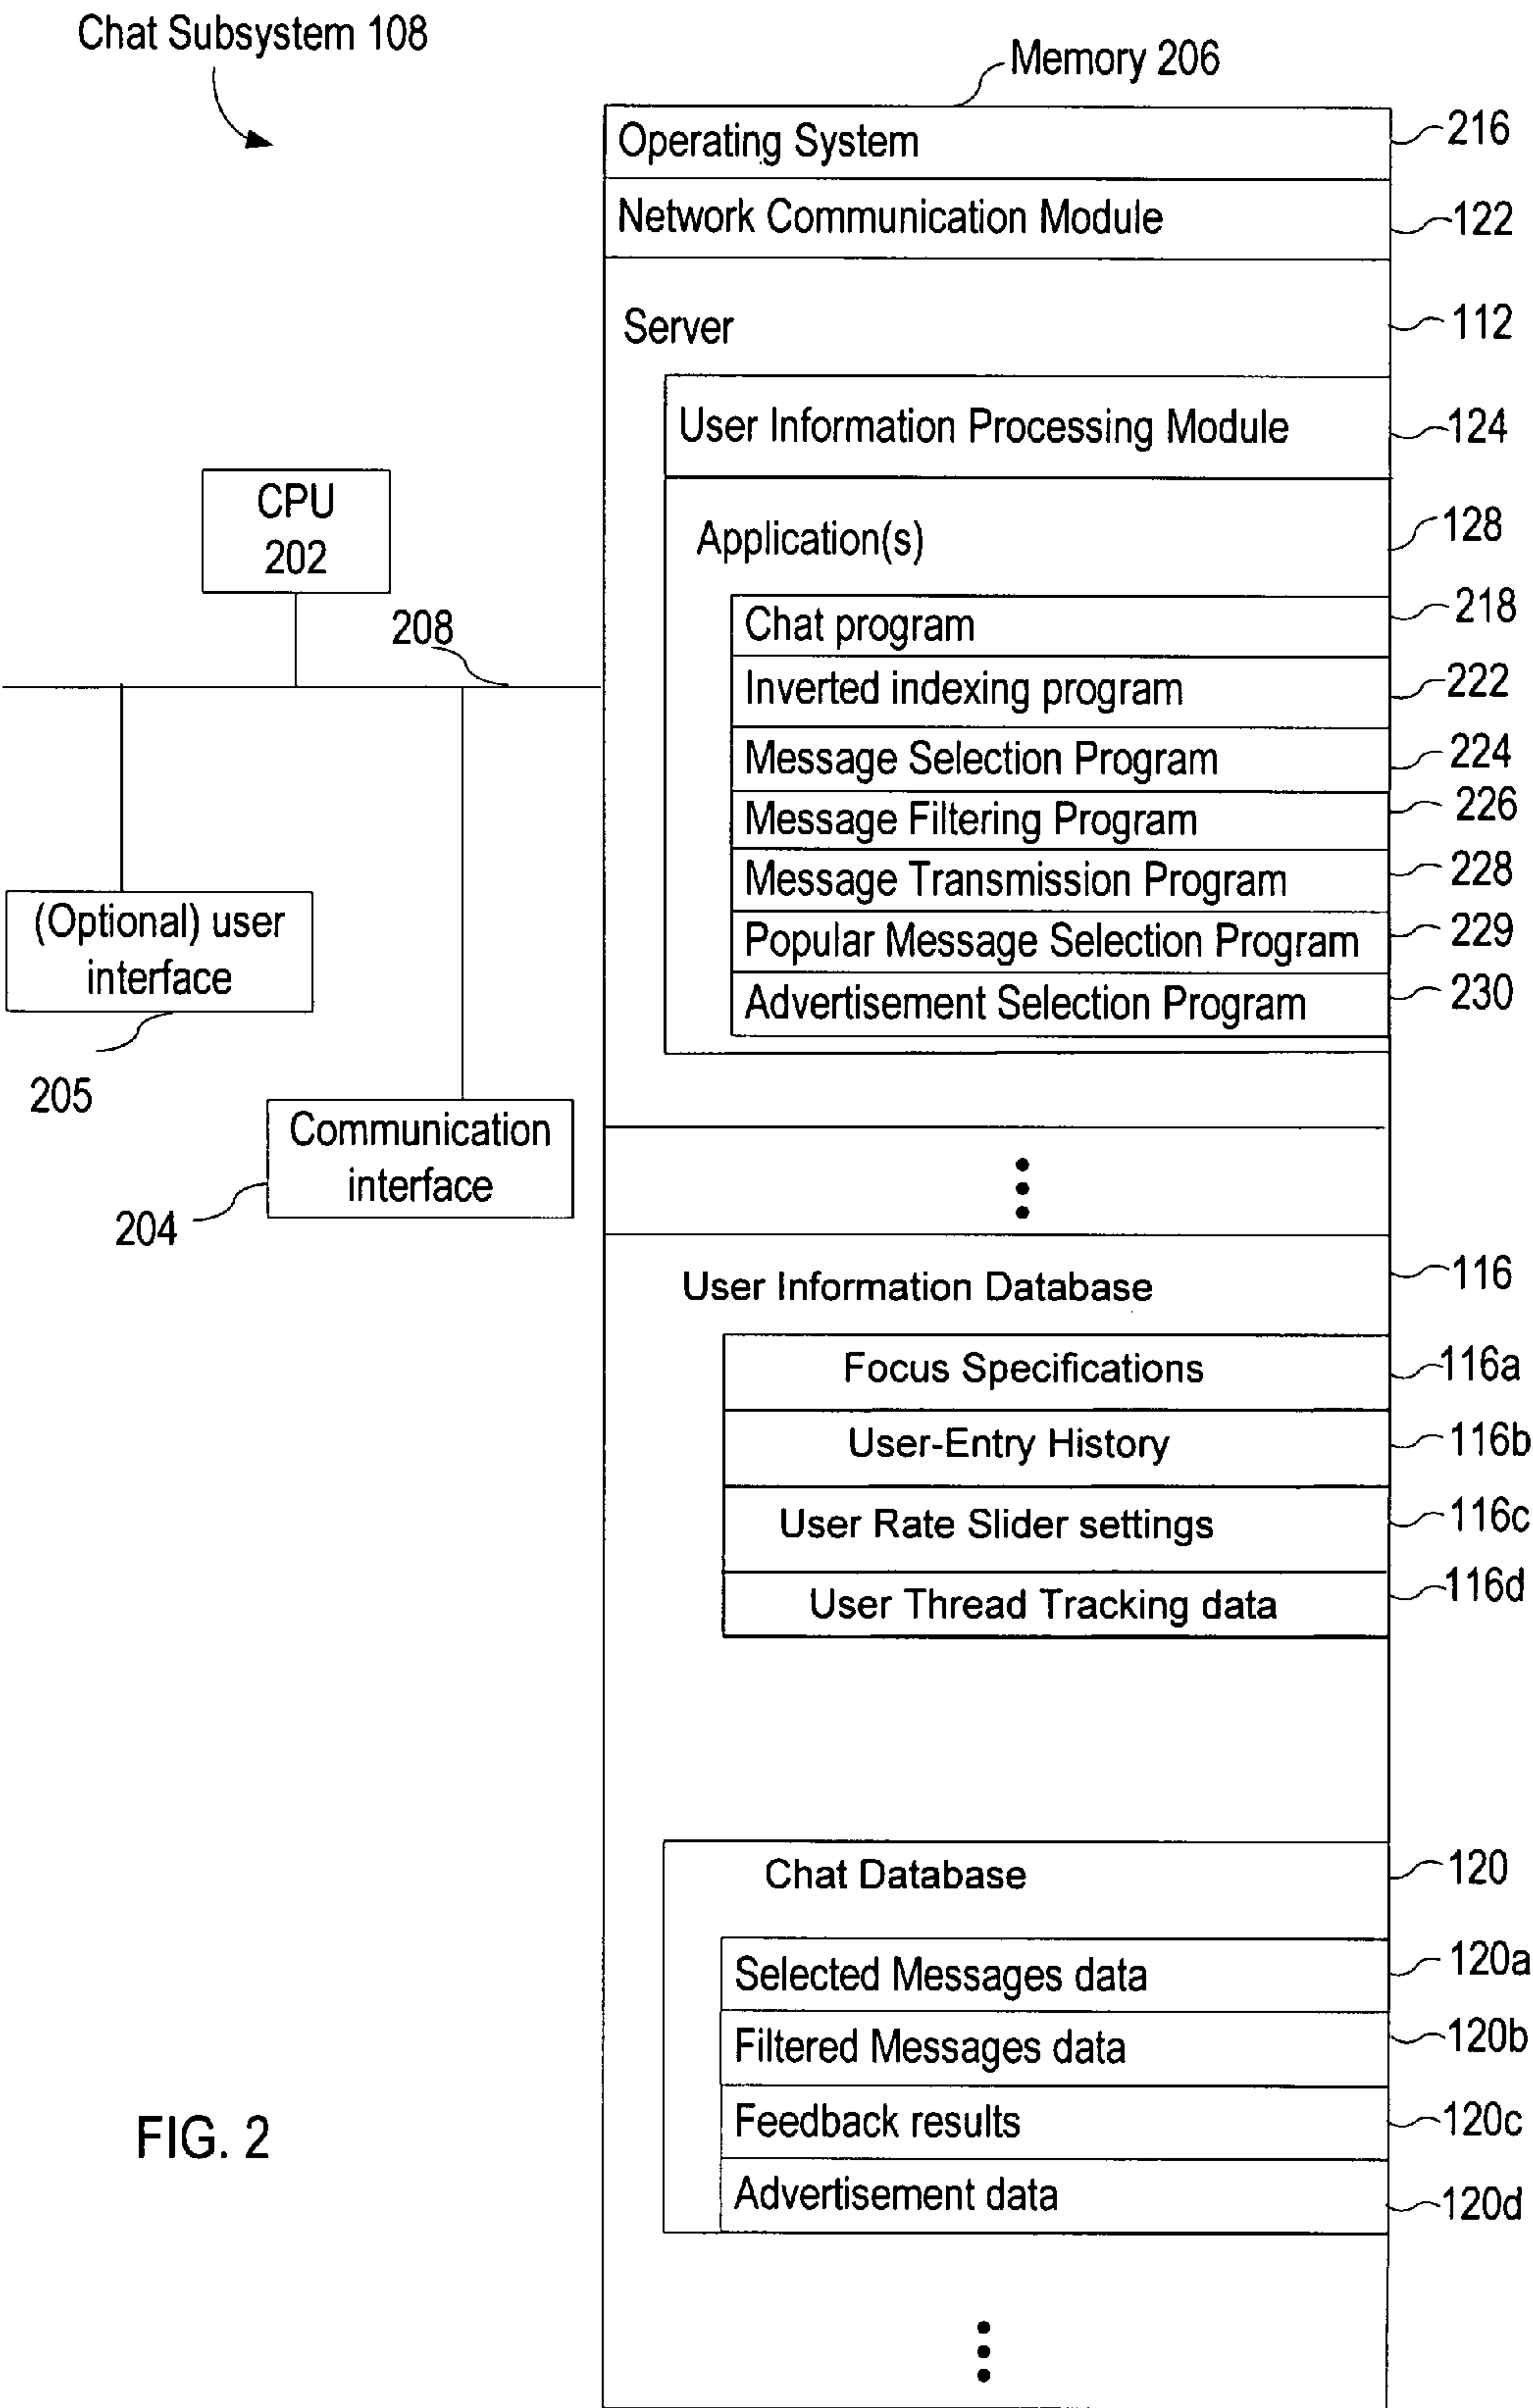 Chat Subsystem 108
Memory 206
Operating System 216
Network Communication Module 122
Server 112
User Information Processing Module 124
Application(s) 128
Chat program 218
Inverted indexing program 222
Message Selection Program 224
Message Filtering Program 226
Message Transmission Program 228
Popular Message Selection Program 229
Advertisement Selection Program 230
CPU
202
208
(Optional) user
interface
205
Communication
interface
204
User Information Database 116
Focus Specifications 116a
User-Entry History 116b
User Rate Slider settings 116c
User Thread Tracking data 116d
Chat Database 120
Selected Messages data 120a
Filtered Messages data 120b
Feedback results 120c
Advertisement data 120d
FIG. 2